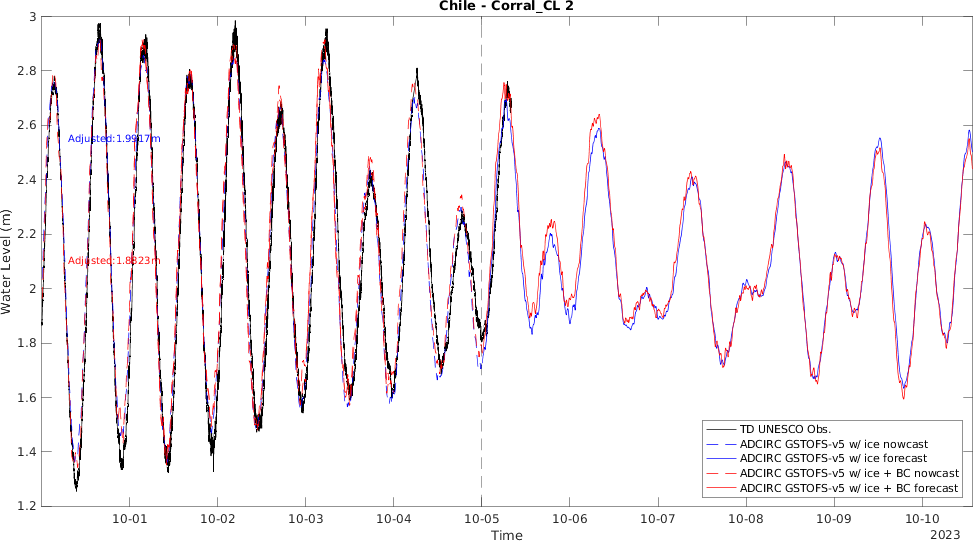 Chile - Corral_CL 2
3
2.8
2.6
2.4
2.2
2
1.8
1.6
1.4
1.2
Water Level (m)
Adjusted:1.9917m
Adjusted:1.8323m
TD UNESCO Obs.
ADCIRC GSTOFS-v5 w/ ice nowcast
ADCIRC GSTOFS-v5 w/ ice forecast
ADCIRC GSTOFS-v5 w/ ice + BC nowcast
ADCIRC GSTOFS-v5 w/ ice + BC forecast
10-01 10-02 10-03 10-04 10-05 10-06 10-07 10-08 10-09 10-10
Time
2023